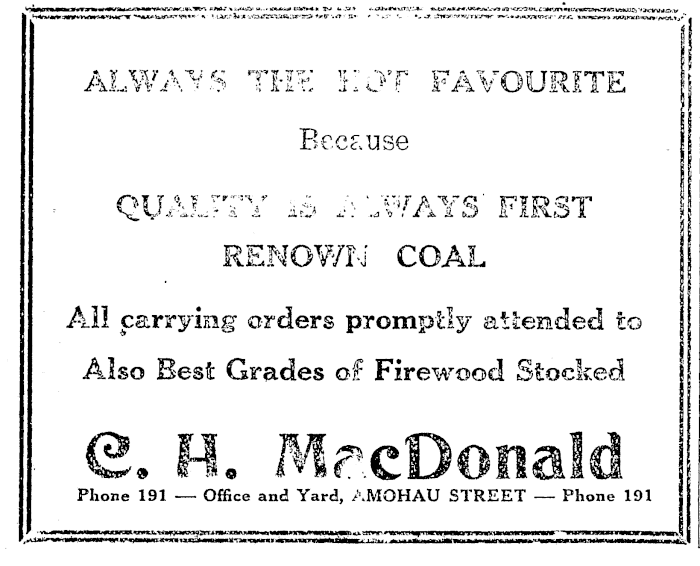 ALWAYS THE HOT FAVOURITE
Because
QUALITY IS ALWAYS FIRST
RENOWN COAL
All carrying orders promptly attended to
Also Best Grades of Firewood Stocked
C. H. MacDonald
Phone 191 — Office and Yard, AMOHAU STREET — Phone 191